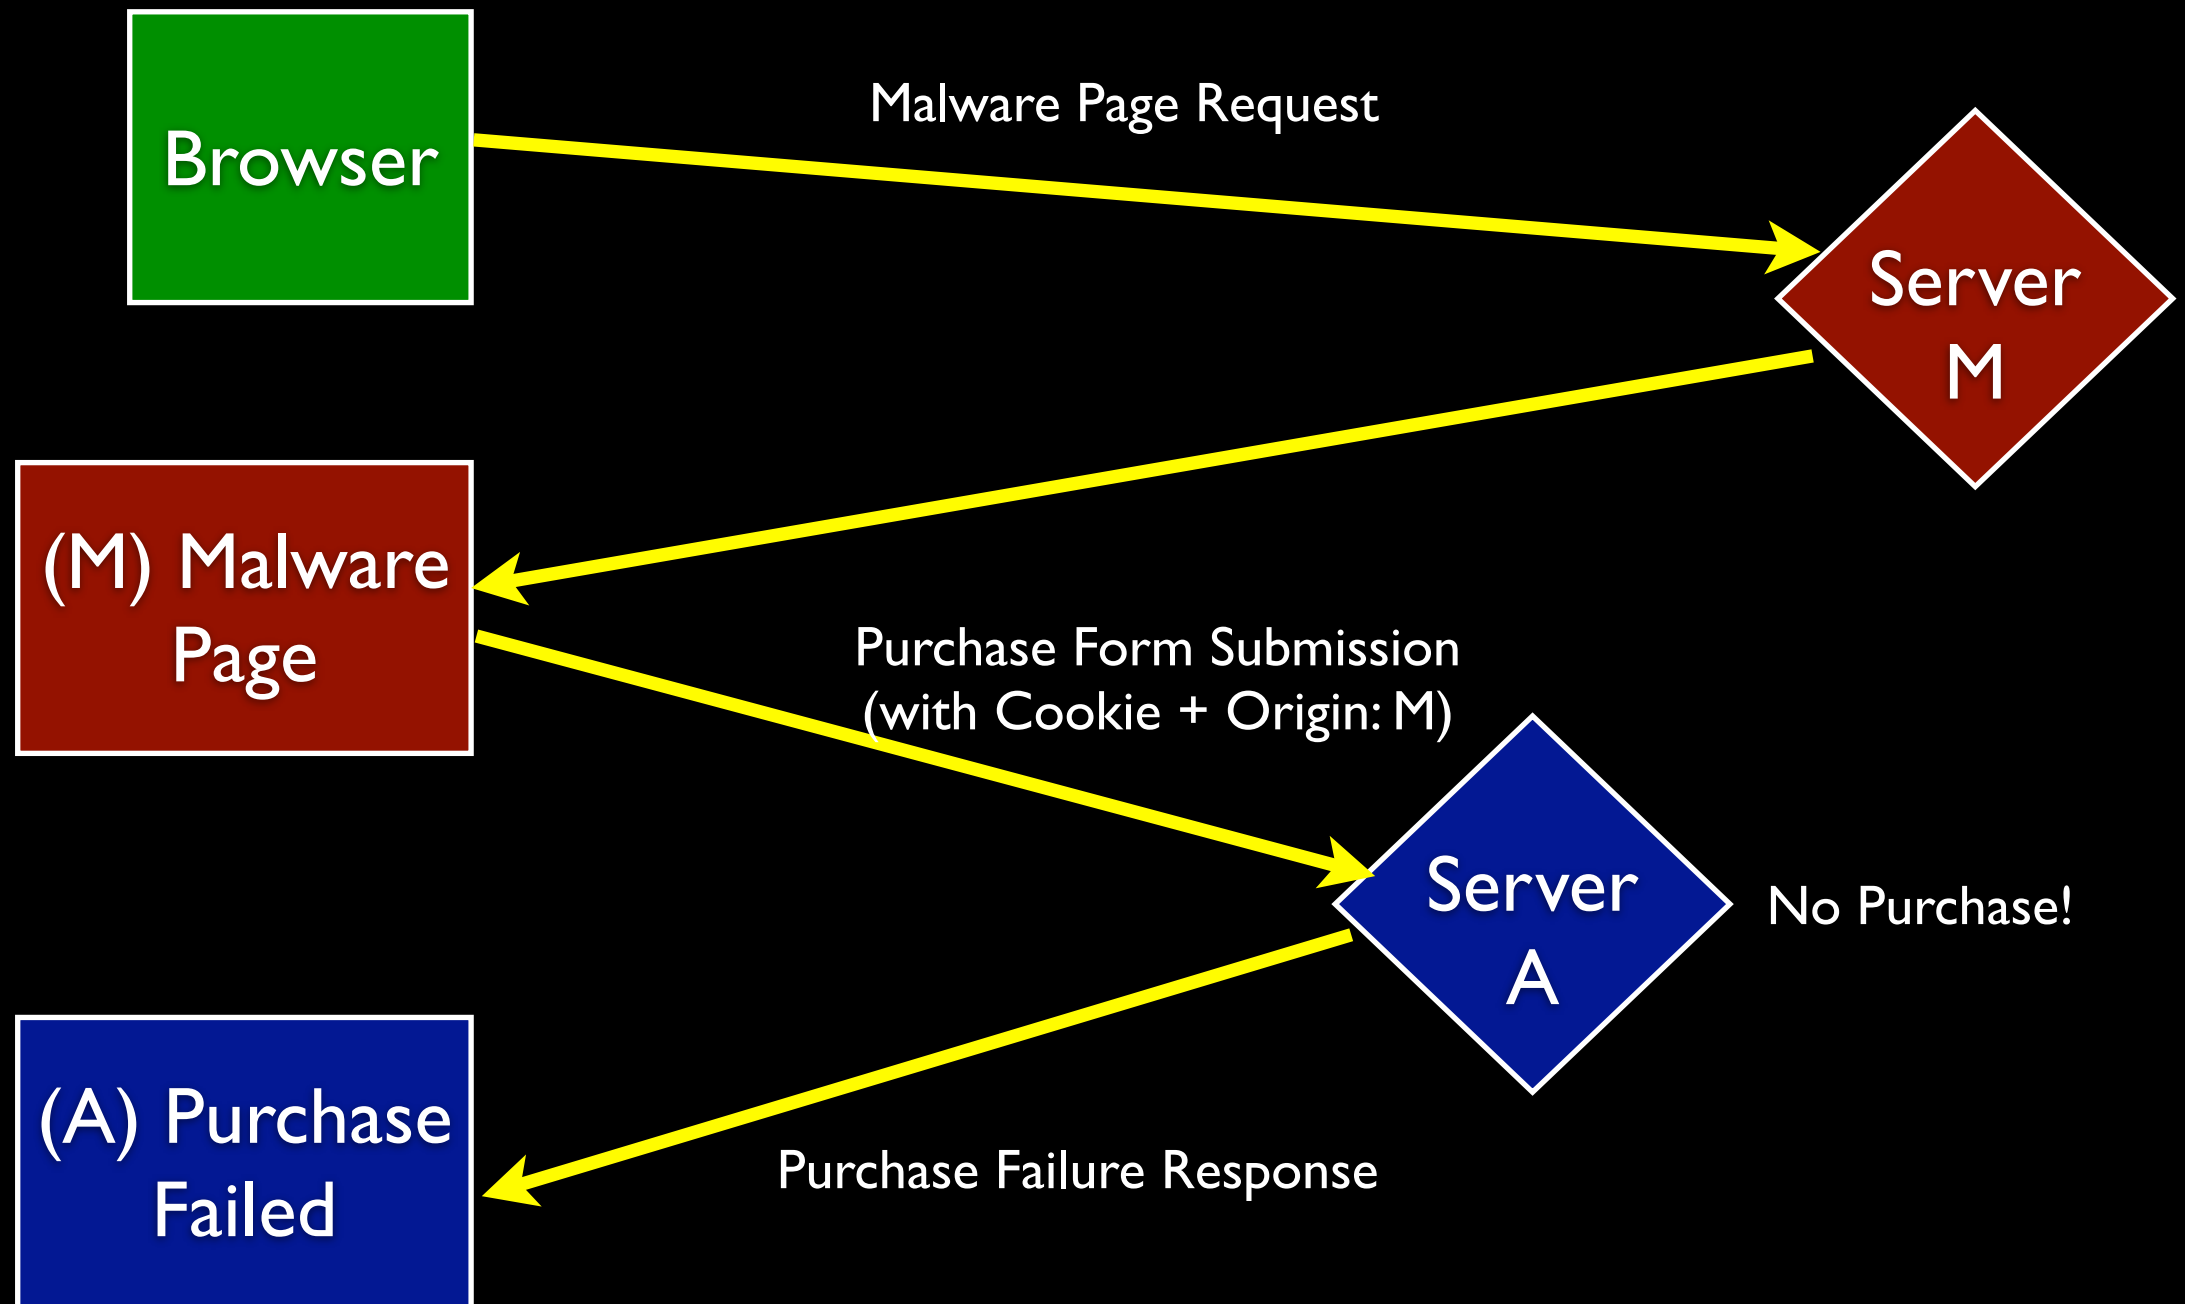 Browser
Malware Page Request
Server
M
(M) Malware
Page
Purchase Form Submission
(with Cookie + Origin: M)
Server
A
No Purchase!
(A) Purchase
Failed
Purchase Failure Response